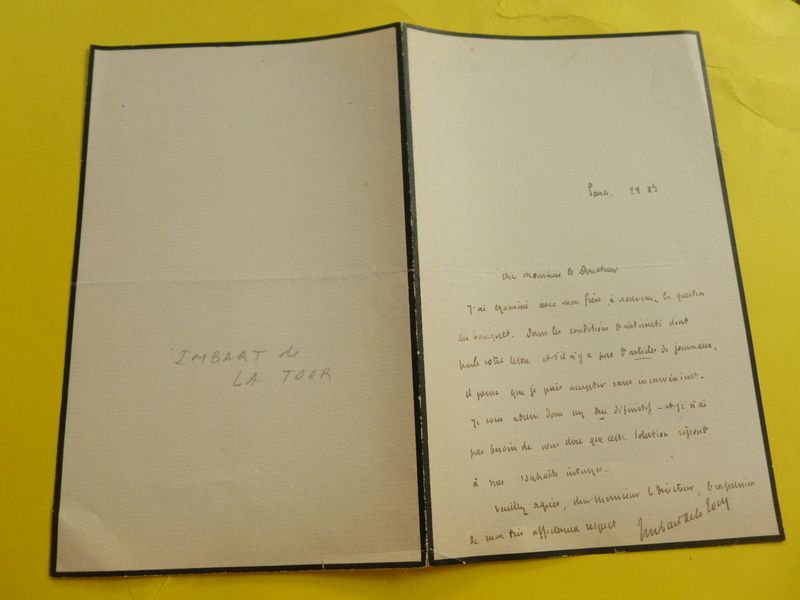 IMBART de
LA TOUR
Paris. 29 XI
Cher Monsieur le Directeur
J'ai examiné avec mon frère à nouveau la question
du banquet. Dans les conditions d'intimité dont
parle votre lettre et s'il n'y a pas d'articles de journaux,
il pense que je puis accepter sans inconvénient.
Je vous adresse donc un oui définitif - et je n'ai
pas besoin de vous dire que cette solution répond
à mes souhaits intimes.
Veuillez agréer, cher Monsieur le Directeur, l'expression
de mon très affectueux respect
Imbart de la Tour